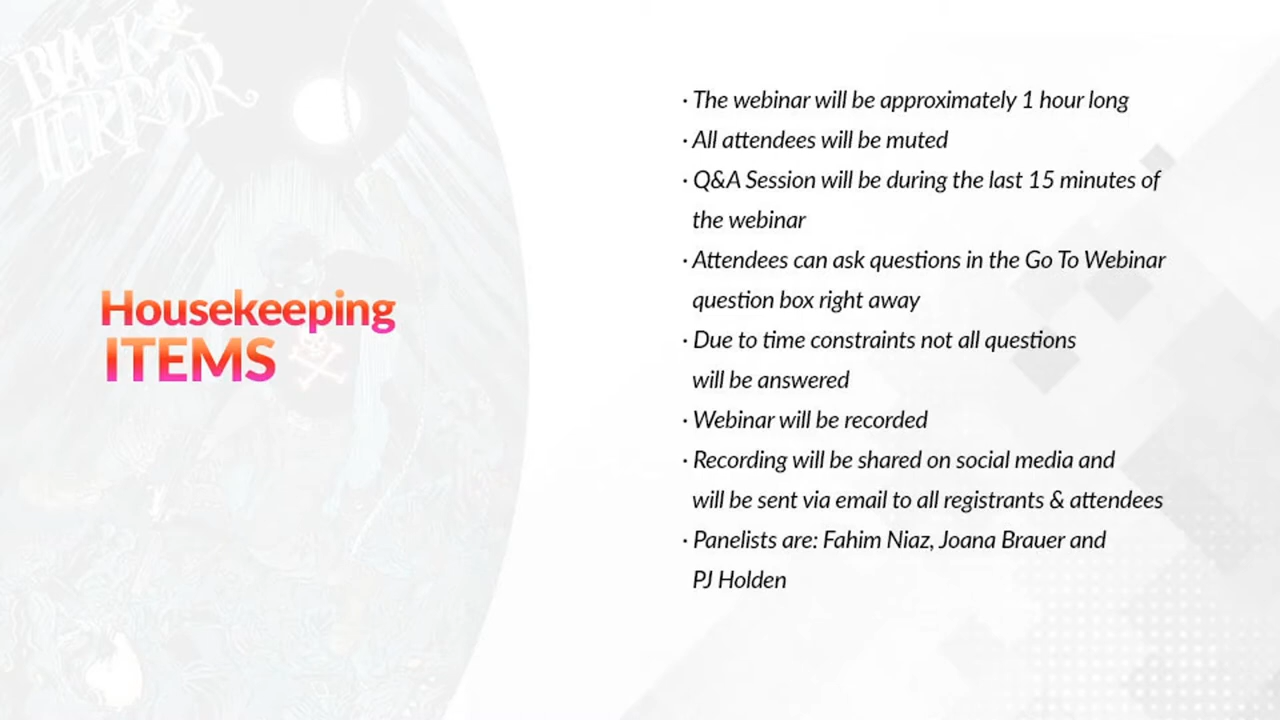 BLACK
TERROR
Housekeeping
ITEMS
· The webinar will be approximately 1 hour long
· All attendees will be muted
· Q&A Session will be during the last 15 minutes of
the webinar
· Attendees can ask questions in the Go To Webinar
question box right away
· Due to time constraints not all questions
will be answered
· Webinar will be recorded
· Recording will be shared on social media and
will be sent via email to all registrants & attendees
· Panelists are: Fahim Niaz, Joana Brauer and
PJ Holden